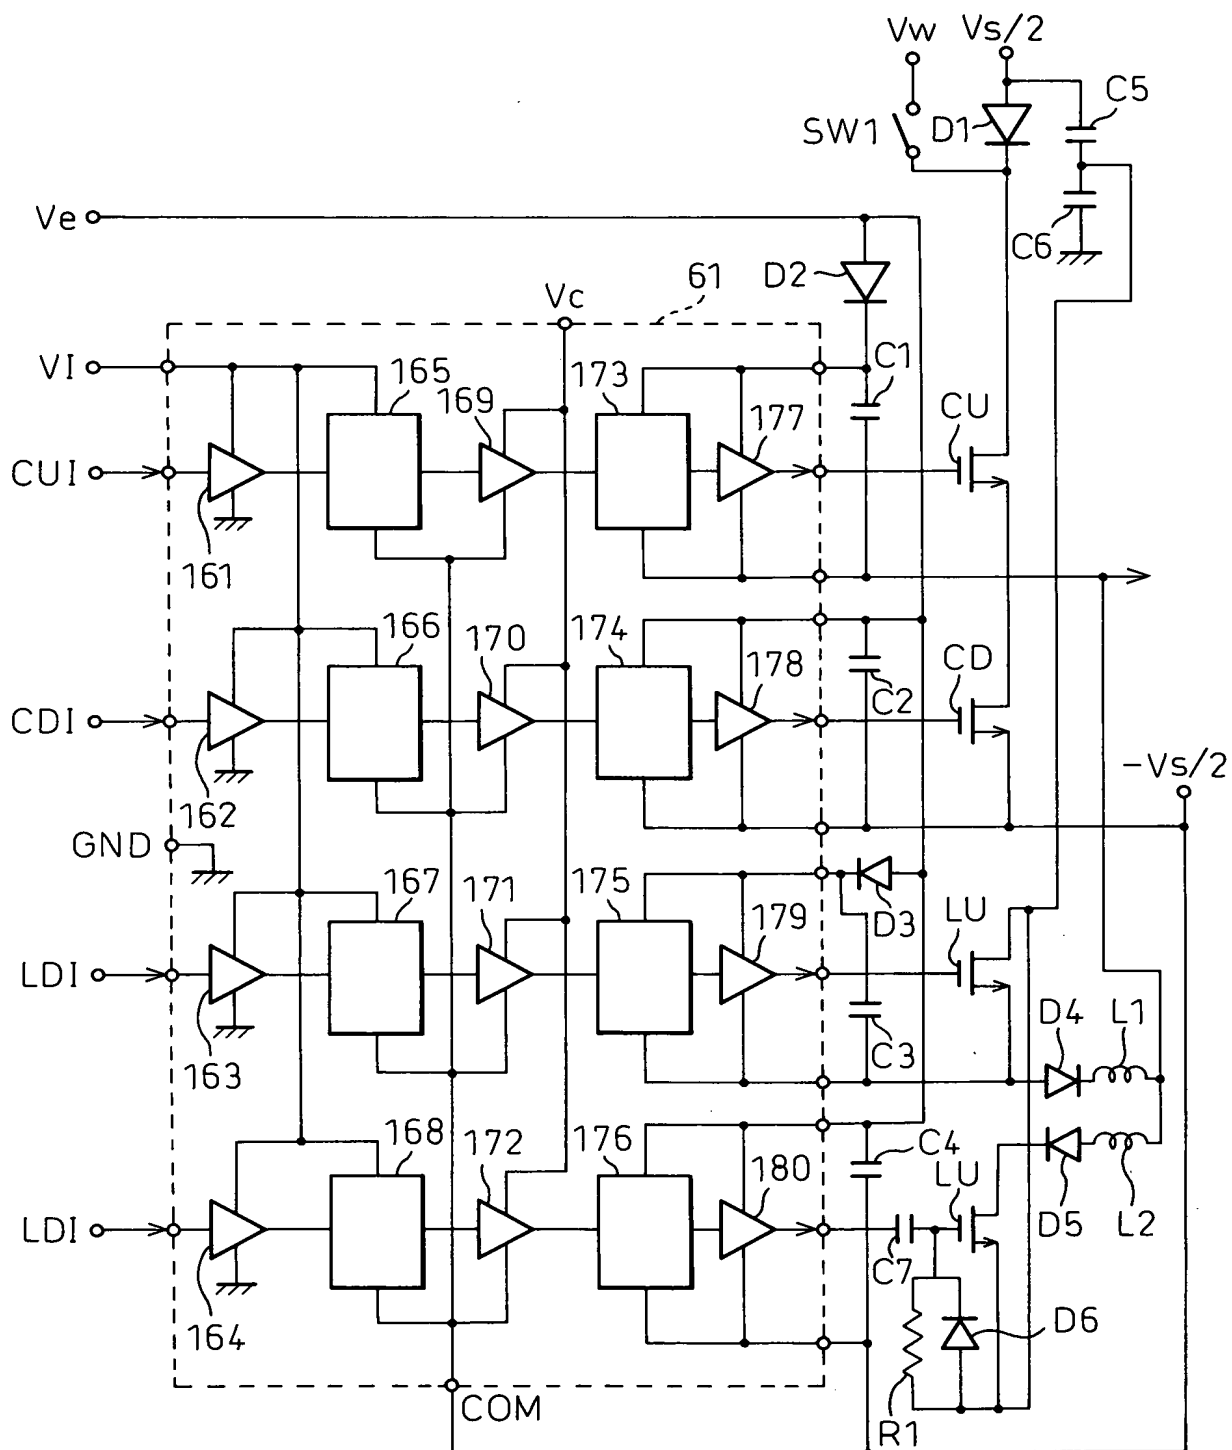 Vw Vs/2
C5
SW1 D1
Ve
C6
D2
61
Vc
VI
165
169
173
177
C1
CU
CUI
161
166
170
174
178
C2
CD
CDI
-Vs/2
162
GND
167
171
175
179
D3
LU
LDI
D4 L1
163
C3
168
172
176
180
C4
LU
D5 L2
LDI
C7
164
D6
COM
R1